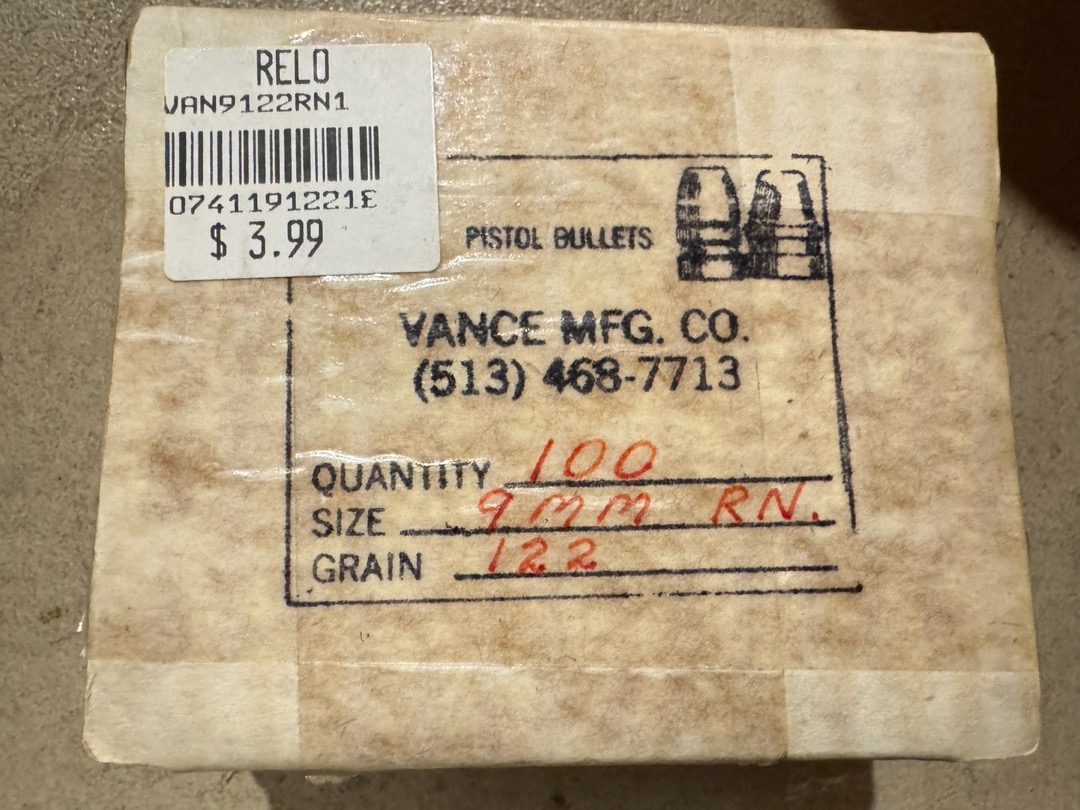 RELO
VAN9122RN1
0741191221
$ 3.99
PISTOL BULLETS
VANCE MFG. CO.
(513) 468-7713
QUANTITY 100
SIZE 9mm RN.
GRAIN 122